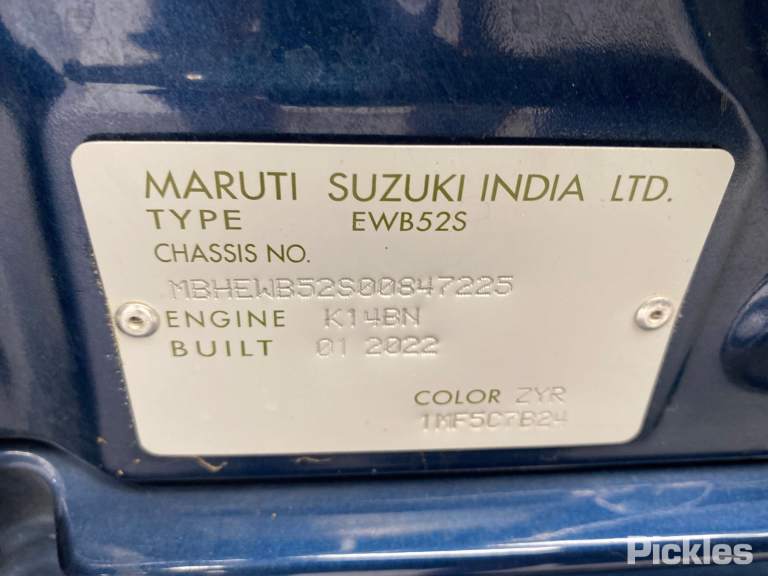 MARUTI SUZUKI INDIA LTD.
TYPE EWB52S
CHASSIS NO.
MBHEWB52S00847225
ENGINE K14BN
BUILT 01 2022
COLOR ZYR
1MF5C7B24
Pickles